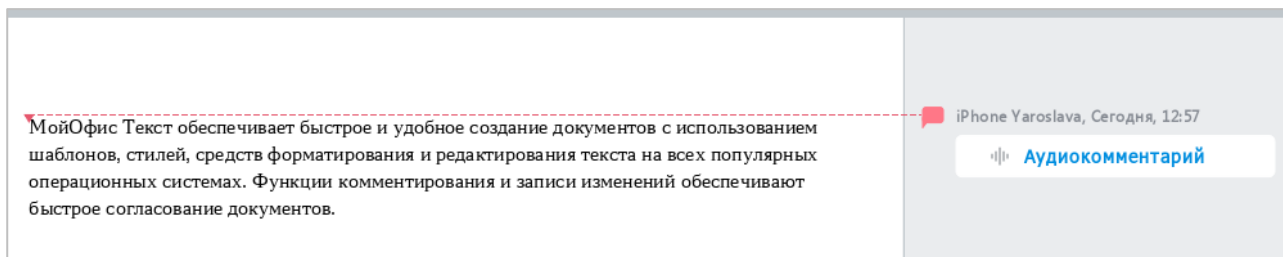 МойОфис Текст обеспечивает быстрое и удобное создание документов с использованием
шаблонов, стилей, средств форматирования и редактирования текста на всех популярных
операционных системах. Функции комментирования и записи изменений обеспечивают
быстрое согласование документов.
iPhone Yaroslava, Сегодня, 12:57
Аудиокомментарий